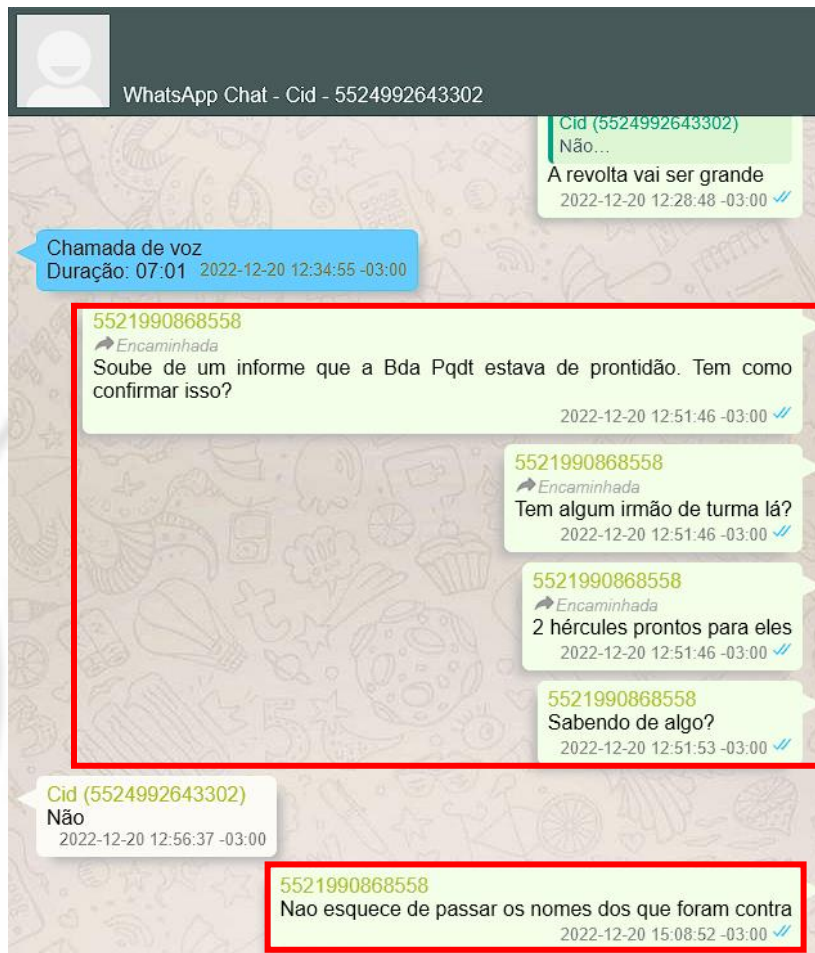 WhatsApp Chat - Cid - 5524992643302
Cid (5524992643302)
Não...
A revolta vai ser grande
2022-12-20 12:28:48 -03:00
Chamada de voz
Duração: 07:01 2022-12-20 12:34:55 -03:00
5521990868558
Encaminhada
Soube de um informe que a Bda Pqdt estava de prontidão. Tem como
confirmar isso?
2022-12-20 12:51:46 -03:00
5521990868558
Encaminhada
Tem algum irmão de turma lá?
2022-12-20 12:51:46 -03:00
5521990868558
Encaminhada
2 hércules prontos para eles
2022-12-20 12:51:46 -03:00
5521990868558
Sabendo de algo?
2022-12-20 12:51:53 -03:00
Cid (5524992643302)
Não
2022-12-20 12:56:37 -03:00
5521990868558
Nao esquece de passar os nomes dos que foram contra
2022-12-20 15:08:52 -03:00